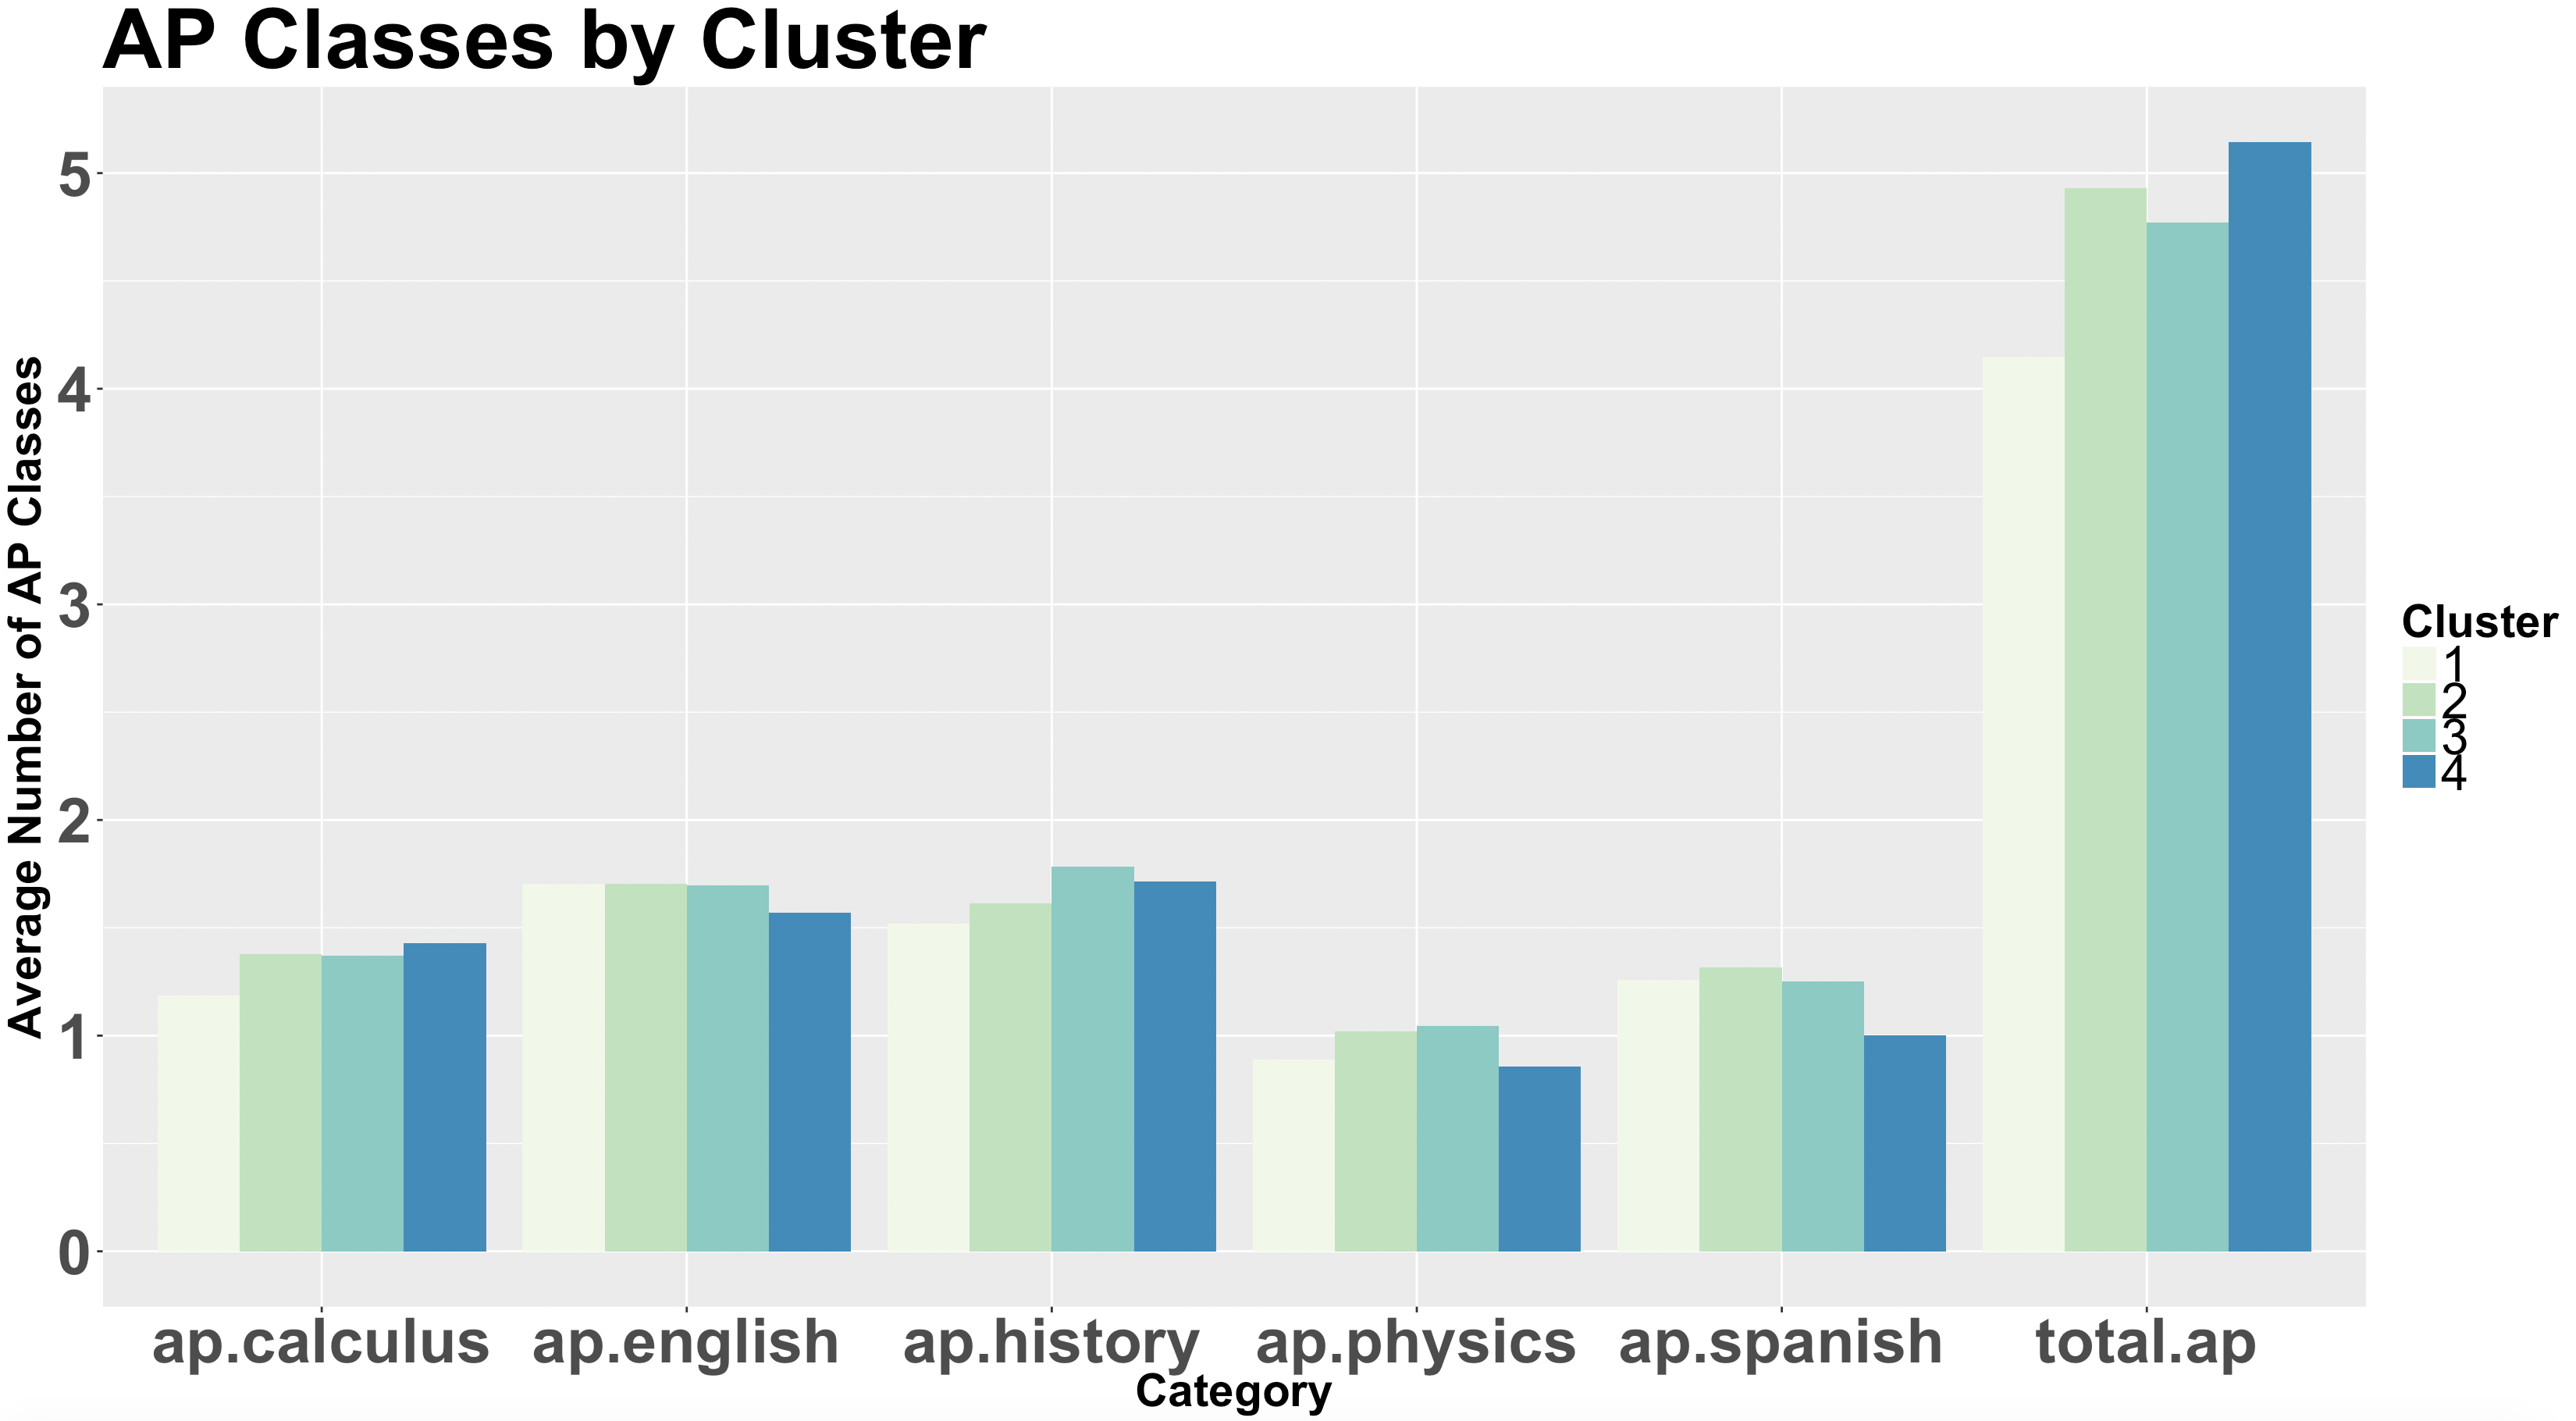 AP Classes by Cluster
Average Number of AP Classes
5
4
3
2
1
0
ap.calculus ap.english ap.history ap.physics ap.spanish total.ap
Category
Cluster
1
2
3
4